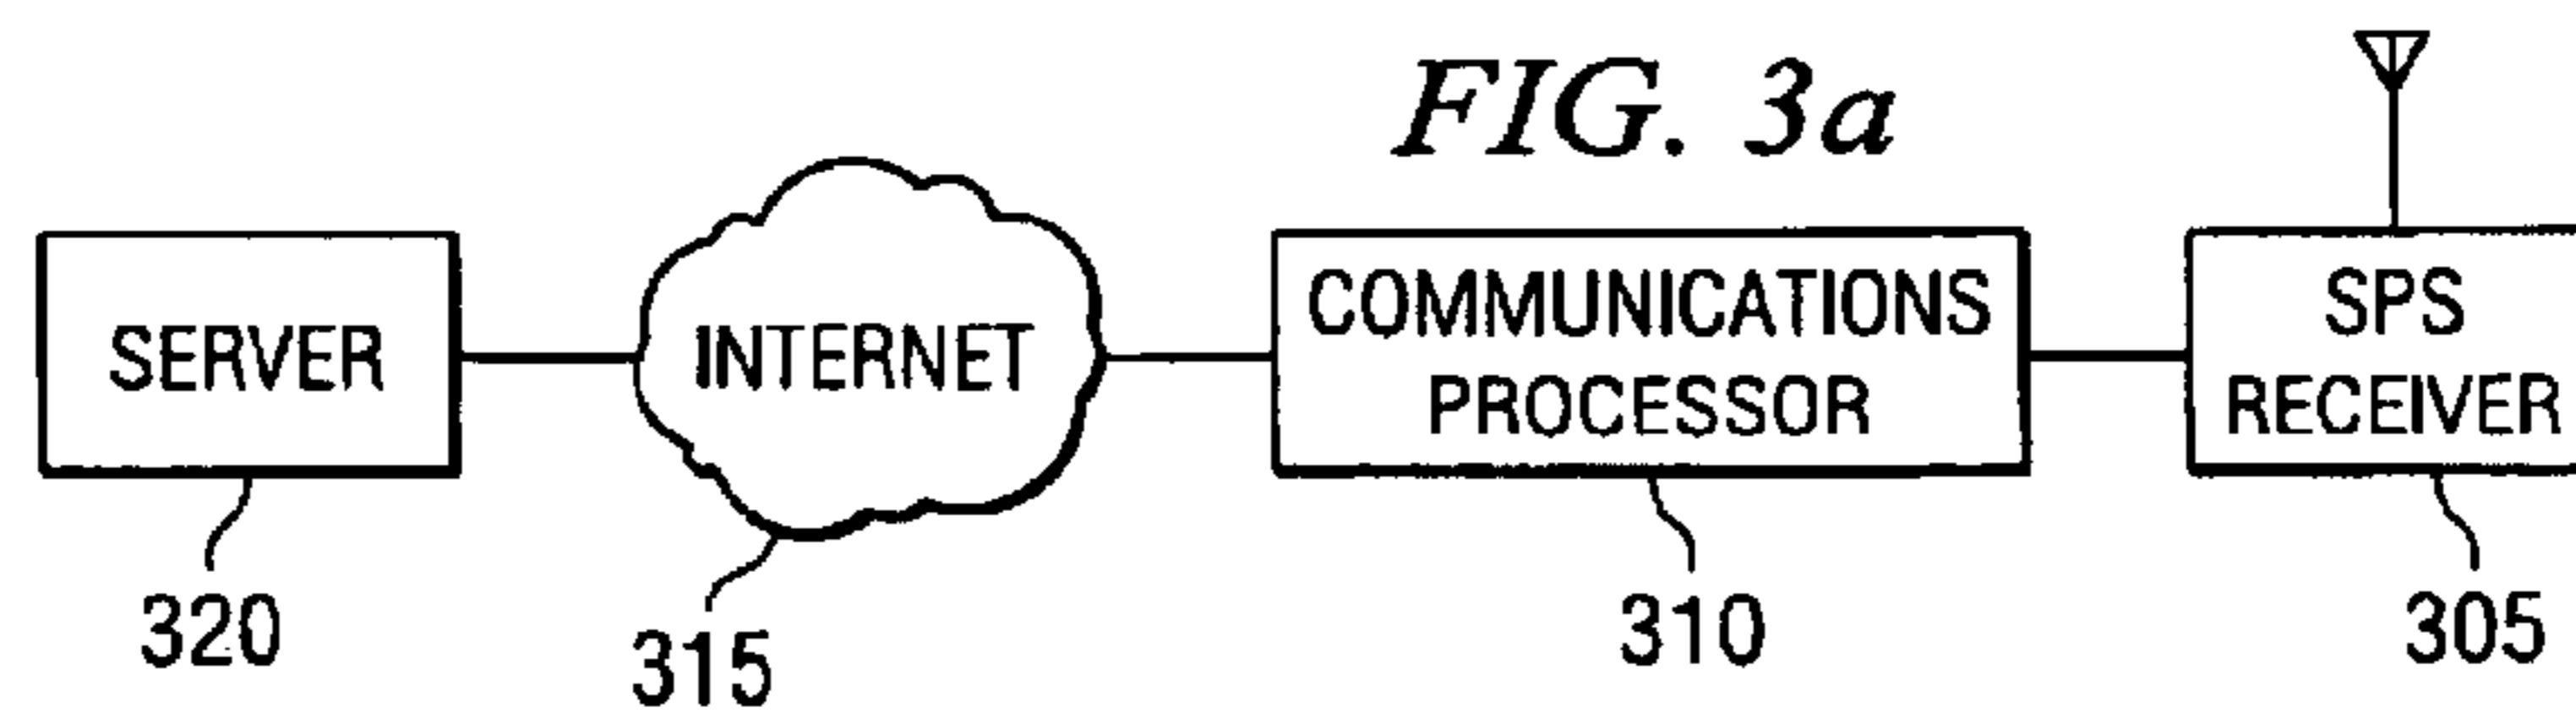 FIG. 3a
SERVER
INTERNET
COMMUNICATIONS
PROCESSOR
SPS
RECEIVER
320
315
310
305